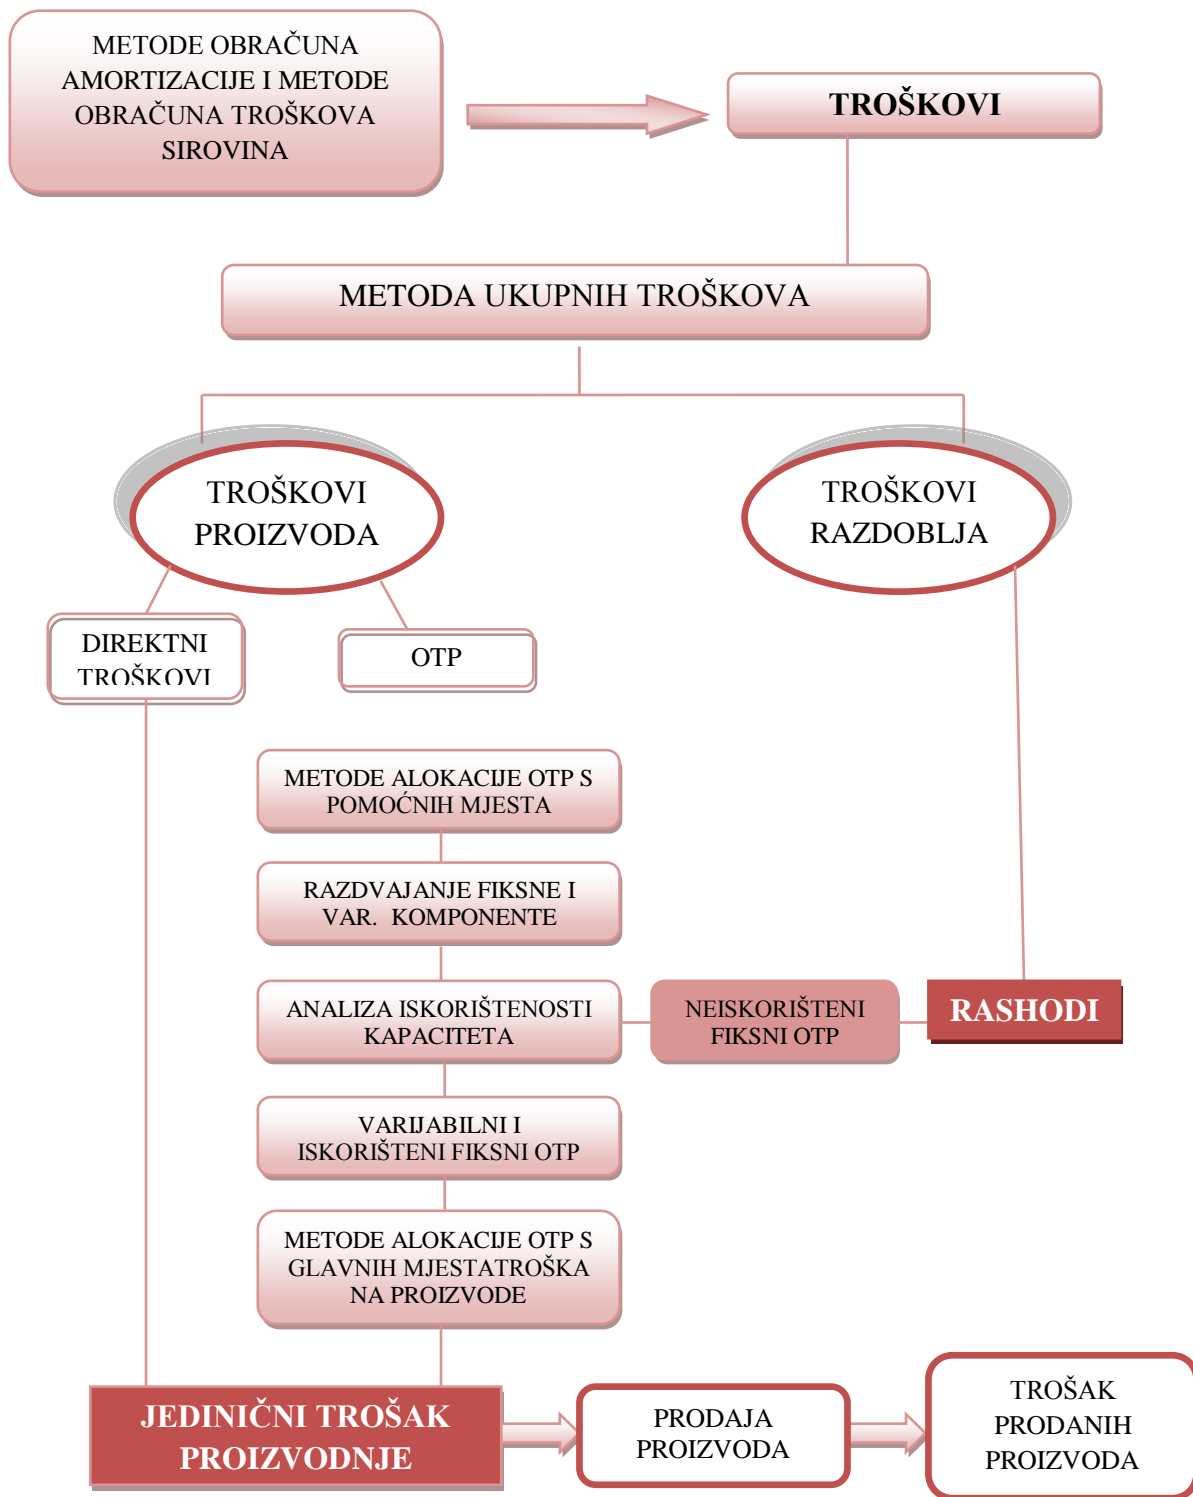 METODE OBRAČUNA
AMORTIZACIJE I METODE
OBRAČUNA TROŠKOVA
SIROVINA
TROŠKOVI
METODA UKUPNIH TROŠKOVA
TROŠKOVI
PROIZVODA
TROŠKOVI
RAZDOBLJA
DIREKTNI
TROŠKOVI
OTP
METODE ALOKACIJE OTP S
POMOĆNIH MJESTA
RAZDVAJANJE FIKSNE I
VAR. KOMPONENTE
ANALIZA ISKORIŠTENOSTI
KAPACITETA
NEISKORIŠTENI
FIKSNI OTP
RASHODI
VARIJABILNI I
ISKORIŠTENI FIKSNI OTP
METODE ALOKACIJE OTP S
GLAVNIH MJESTATROŠKA
NA PROIZVODE
JEDINIČNI TROŠAK
PROIZVODNJE
PRODAJA
PROIZVODA
TROŠAK
PRODANIH
PROIZVODA